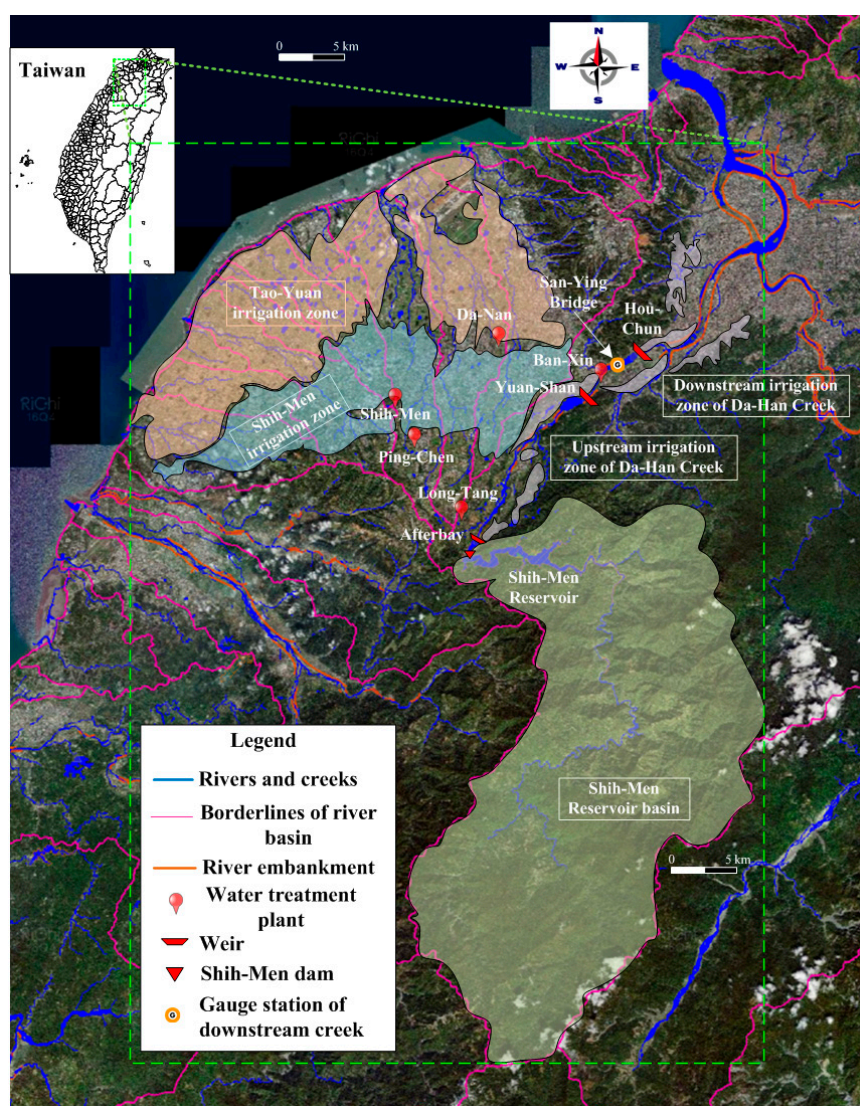 Taiwan
0 5 km
N
W E
S
RiChi
Tao-Yuan
irrigation zone
Da-Nan
San-Ying
Bridge
Hou-
Chun
Ban-Xin
G
Yuan-Shan
Downstream irrigation
zone of Da-Han Creek
Shih-Men
irrigation zone
Shih-Men
Ping-Chen
Upstream irrigation
zone of Da-Han Creek
RiChi
Long-Tang
Afterbay
Shih-Men
Reservoir
Shih-Men
Reservoir basin
0 5 km
Legend
Rivers and creeks
Borderlines of river
basin
River embankment
Water treatment
plant
Weir
Shih-Men dam
G
Gauge station of
downstream creek